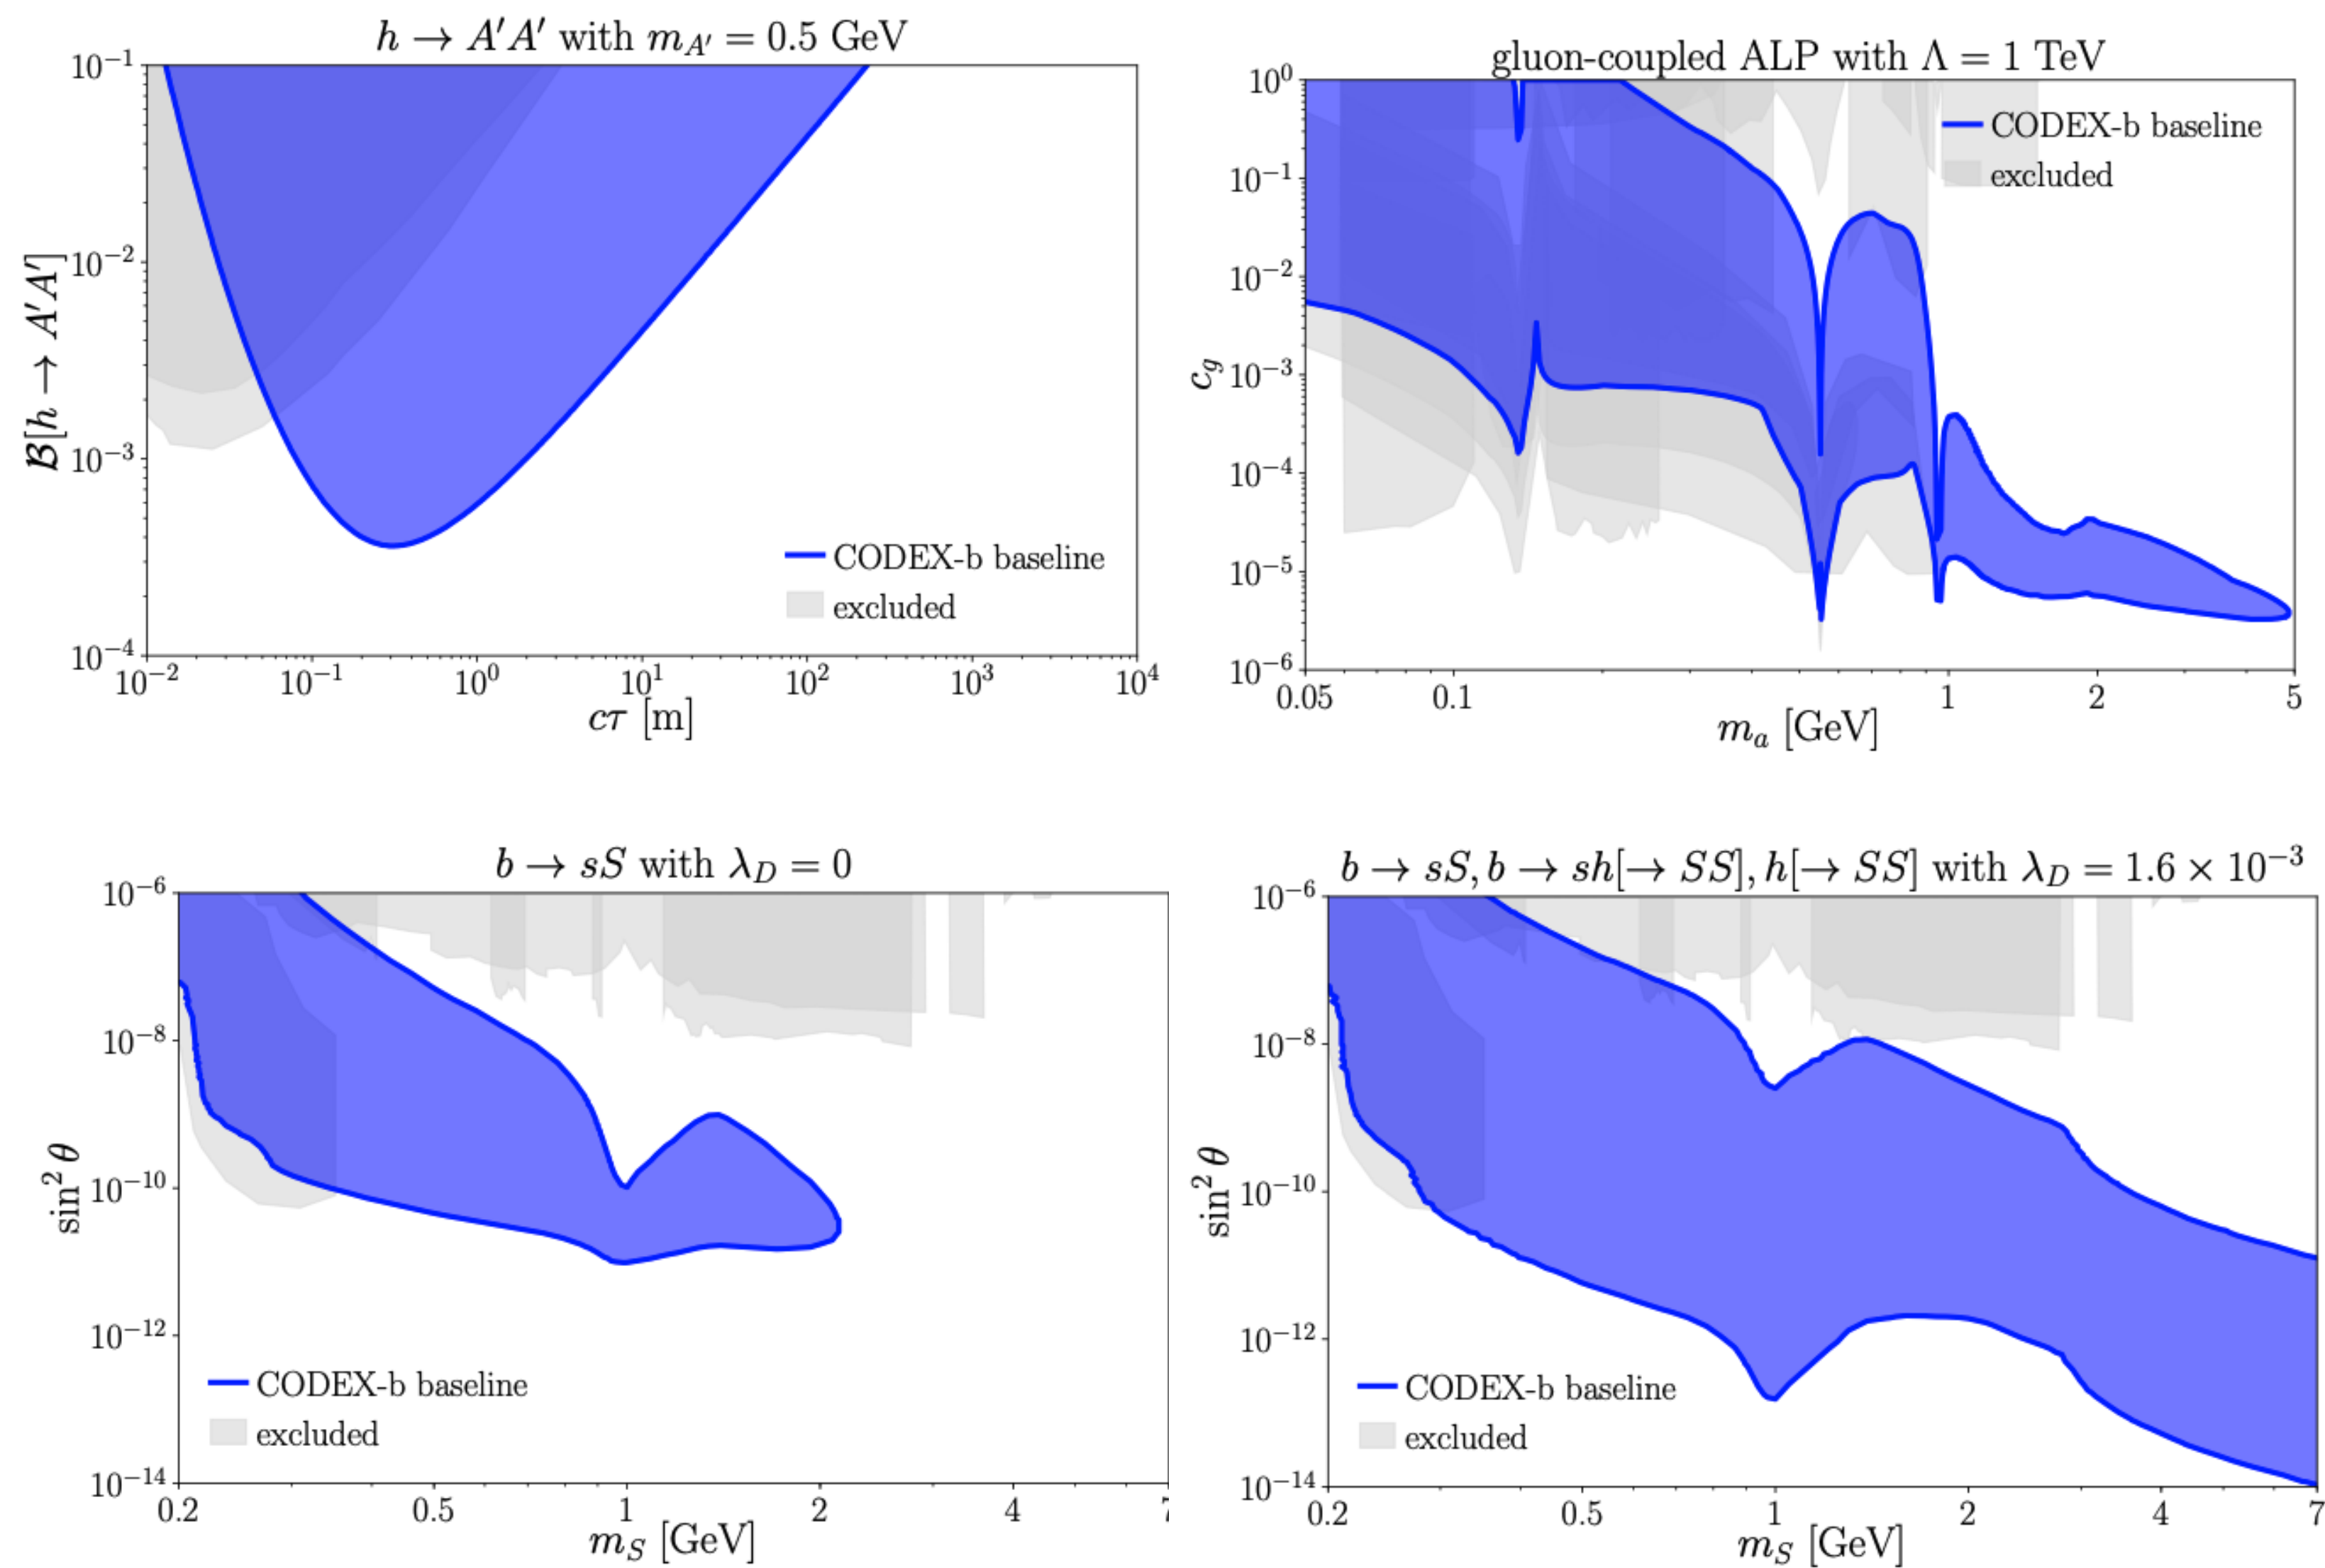 h → A′A′ with m_{A′} = 0.5 GeV
B[h → A′A′]
10^{-1}
10^{-2}
10^{-3}
10^{-4}
CODEX-b baseline
excluded
10^{-2} 10^{-1} 10^{0} 10^{1} 10^{2} 10^{3} 10^{4}
cτ [m]
gluon-coupled ALP with Λ = 1 TeV
c_g
10^{0}
10^{-1}
10^{-2}
10^{-3}
10^{-4}
10^{-5}
10^{-6}
CODEX-b baseline
excluded
0.05 0.1 1 2 5
m_a [GeV]
b → sS with λ_D = 0
sin² θ
10^{-6}
10^{-8}
10^{-10}
10^{-12}
10^{-14}
CODEX-b baseline
excluded
0.2 0.5 1 2 4 7
m_S [GeV]
b → sS, b → sh[→ SS], h[→ SS] with λ_D = 1.6 × 10^{-3}
sin² θ
10^{-6}
10^{-8}
10^{-10}
10^{-12}
10^{-14}
CODEX-b baseline
excluded
0.2 0.5 1 2 4 7
m_S [GeV]